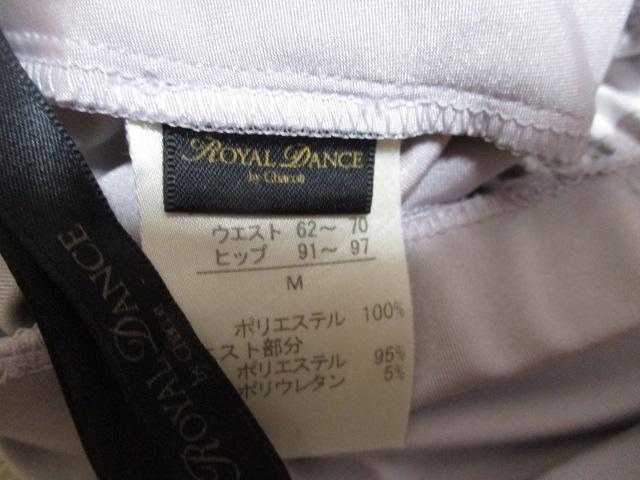 ROYAL DANCE
by Chacott
ウエスト 62～ 70
ヒップ 91～ 97
M
ポリエステル 100%
エスト部分
ポリエステル 95%
ポリウレタン 5%
ROYAL DANCE
by Chacott